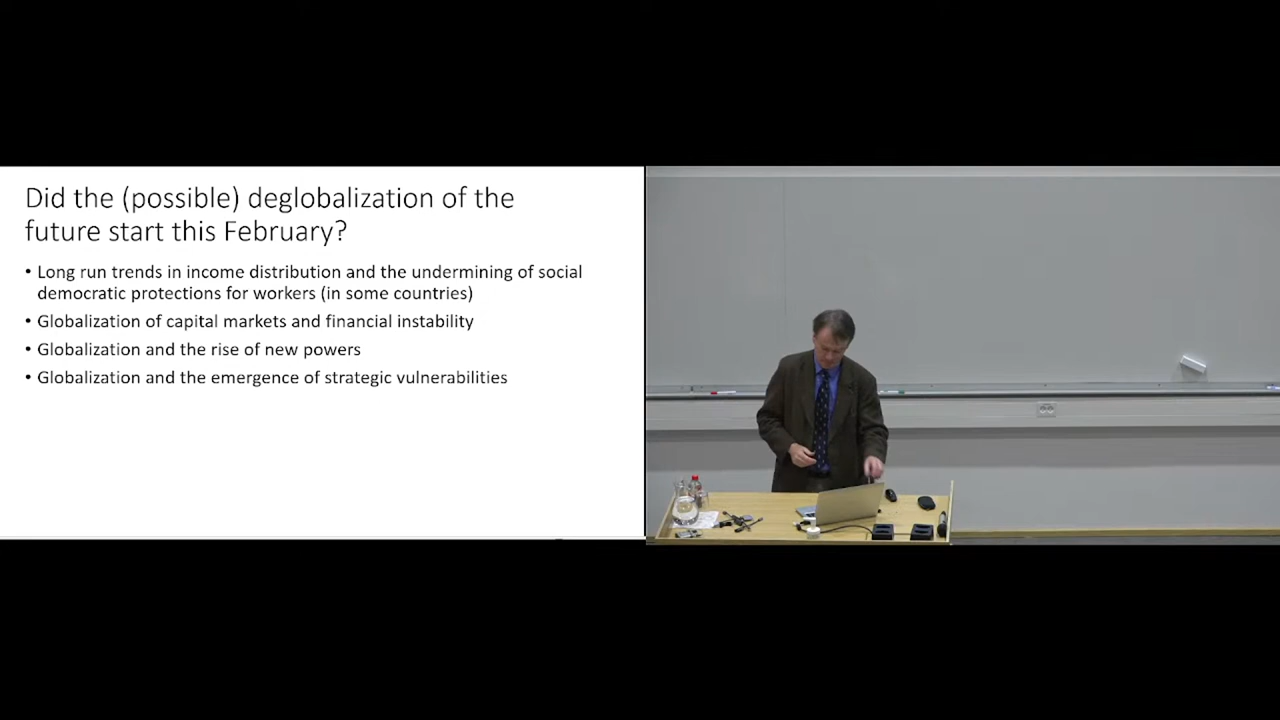 Did the (possible) deglobalization of the
future start this February?
• Long run trends in income distribution and the undermining of social
democratic protections for workers (in some countries)
• Globalization of capital markets and financial instability
• Globalization and the rise of new powers
• Globalization and the emergence of strategic vulnerabilities